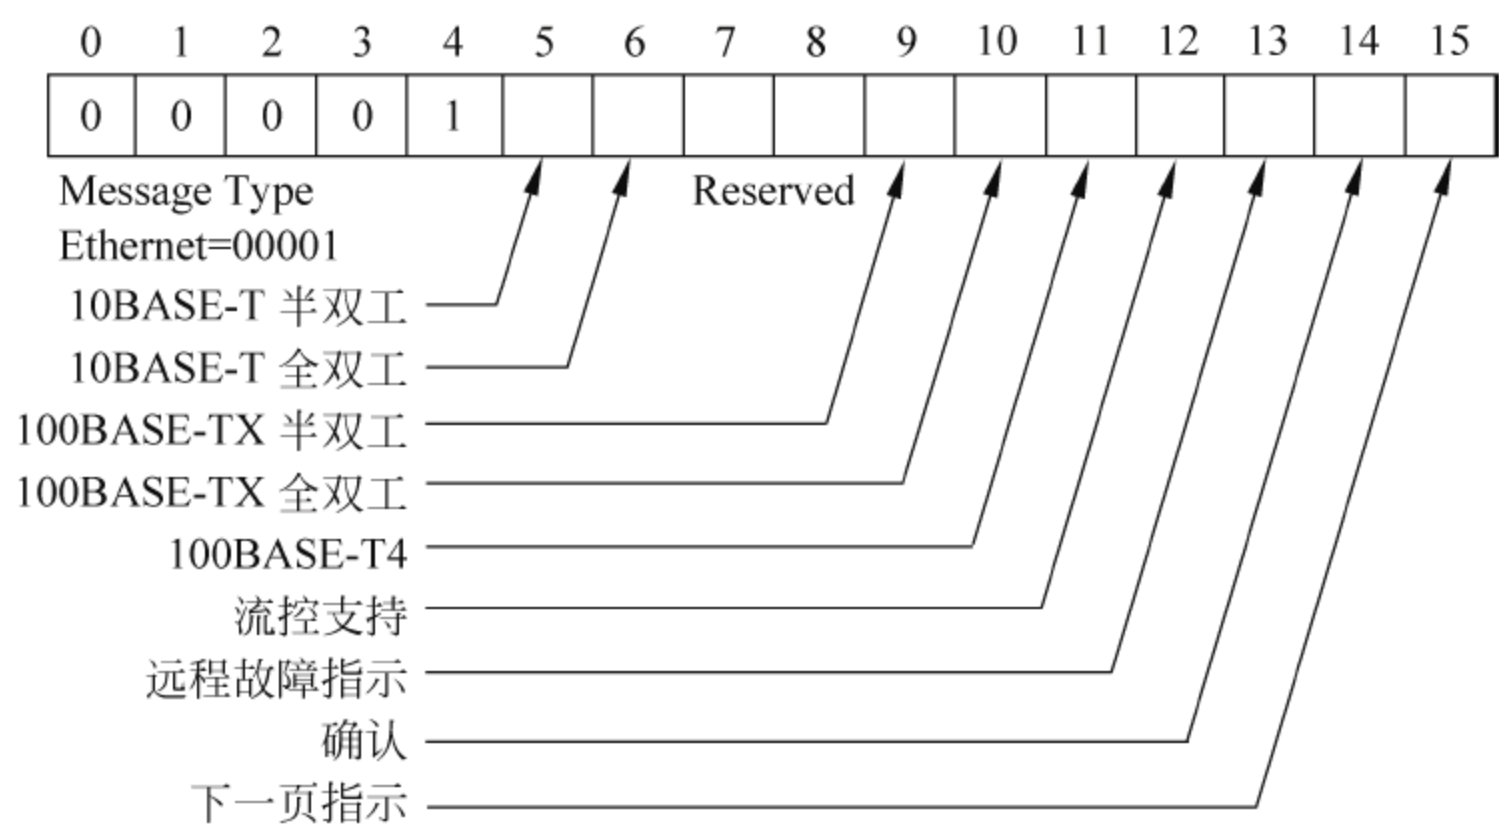 0 1 2 3 4 5 6 7 8 9 10 11 12 13 14 15
0 0 0 0 1
Message Type Reserved
Ethernet=00001
10BASE-T 半双工
10BASE-T 全双工
100BASE-TX 半双工
100BASE-TX 全双工
100BASE-T4
流控支持
远程故障指示
确认
下一页指示